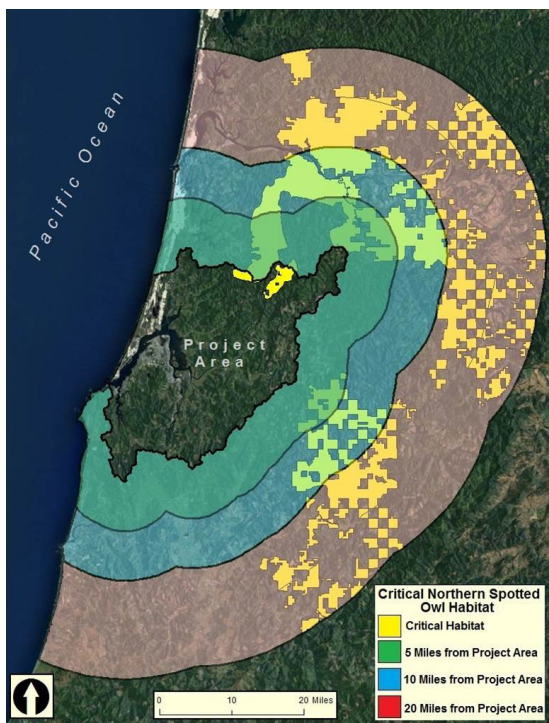 Pacific Ocean
Project
Area
Critical Northern Spotted
Owl Habitat
Critical Habitat
5 Miles from Project Area
10 Miles from Project Area
20 Miles from Project Area
0 10 20 Miles